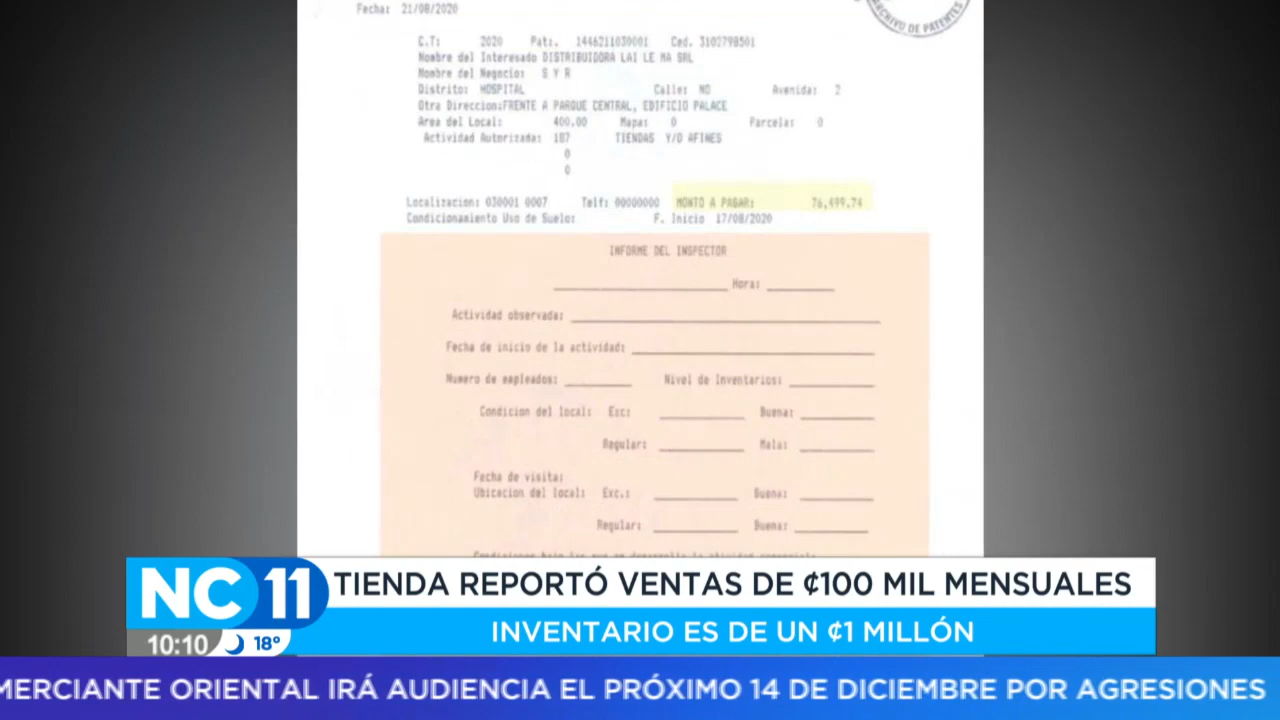 Fecha: 21/08/2020
ARCHIVO DE PATENTES
C.T: 2020 Pat:. 1446211030001 Ced. 3102798501
Nombre del Interesado DISTRIBUIDORA LAI LE MA SRL
Nombre del Negocio: S Y R
Distrito: HOSPITAL Calle: NO Avenida: 2
Otra Direccion:FRENTE A PARQUE CENTRAL, EDIFICIO PALACE
Area del Local: 400.00 Mapa: 0 Parcela: 0
Actividad Autorizada: 187 TIENDAS Y/O AFINES
0
0
Localizacion: 030001 0007 Telf: 00000000 MONTO A PAGAR: 76,499.74
Condicionamiento Uso de Suelo: F. Inicio 17/08/2020
INFORME DEL INSPECTOR
Hora:
Actividad observada:
Fecha de inicio de la actividad:
Numero de empleados: Nivel de Inventarios:
Condicion del local: Exc: Buena:
Regular: Mala:
Fecha de visita:
Ubicacion del local: Exc.: Buena:
Regular: Buena:
NC 11
TIENDA REPORTÓ VENTAS DE ₡100 MIL MENSUALES
INVENTARIO ES DE UN ₡1 MILLÓN
10:10 18°
MERCIANTE ORIENTAL IRÁ AUDIENCIA EL PRÓXIMO 14 DE DICIEMBRE POR AGRESIONES